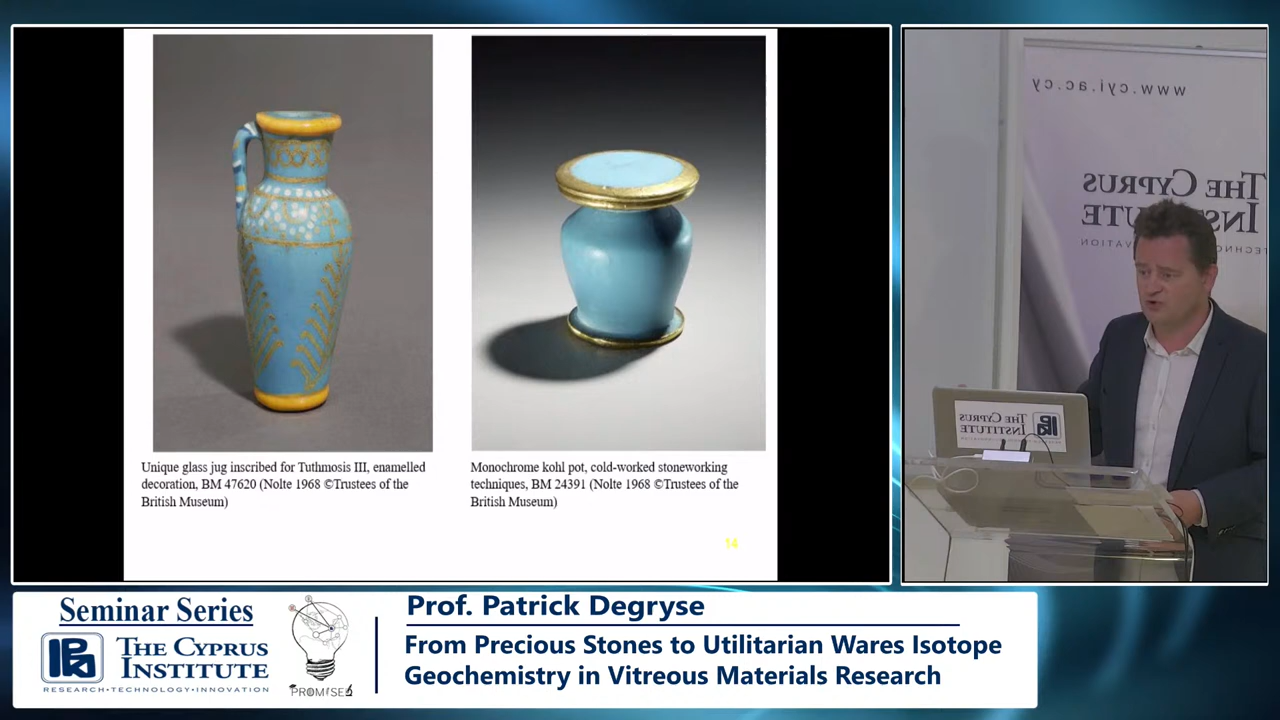 Unique glass jug inscribed for Tuthmosis III, enamelled
decoration, BM 47620 (Nolte 1968 ©Trustees of the
British Museum)
Monochrome kohl pot, cold-worked stoneworking
techniques, BM 24391 (Nolte 1968 ©Trustees of the
British Museum)
14
www.cyi.ac.cy
THE CYPRUS
INSTITUTE
THE CYPRUS
INSTITUTE
Seminar Series
THE CYPRUS
INSTITUTE
RESEARCH•TECHNOLOGY•INNOVATION
PROMISE
Prof. Patrick Degryse
From Precious Stones to Utilitarian Wares Isotope
Geochemistry in Vitreous Materials Research